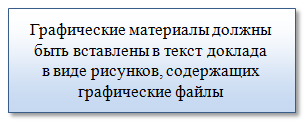 Графические материалы должны
быть вставлены в текст доклада
в виде рисунков, содержащих
графические файлы